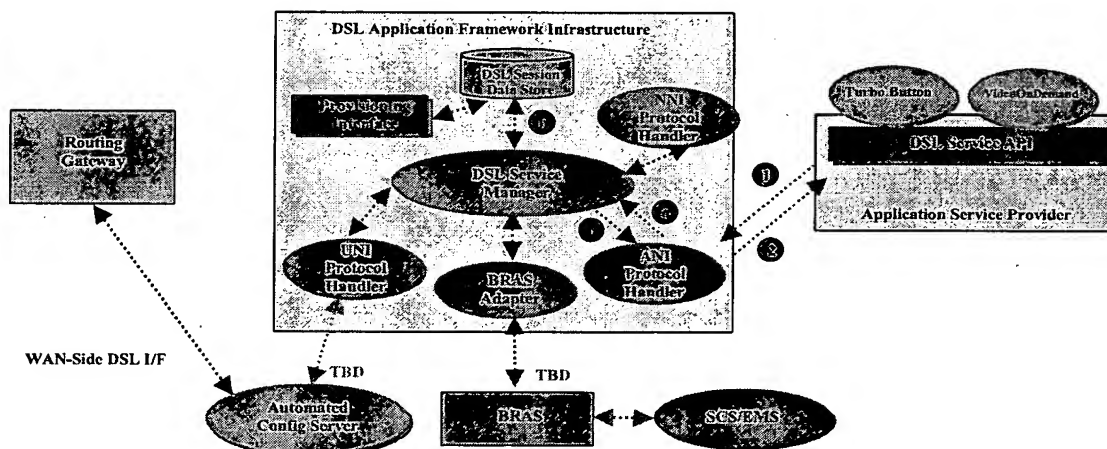 DSL Application Framework Infrastructure
DSL Session
Data Store
Provisioning
Interface
NNI
Protocol
Handler
Turbo Button
VideoOnDemand
Routing
Gateway
DSL Service API
DSL Service
Manager
1
Application Service Provider
2
UNI
Protocol
Handler
BRAS
Adapter
ANI
Protocol
Handler
WAN-Side DSL I/F
TBD
TBD
Automated
Config Server
BRAS
SCS/EMS